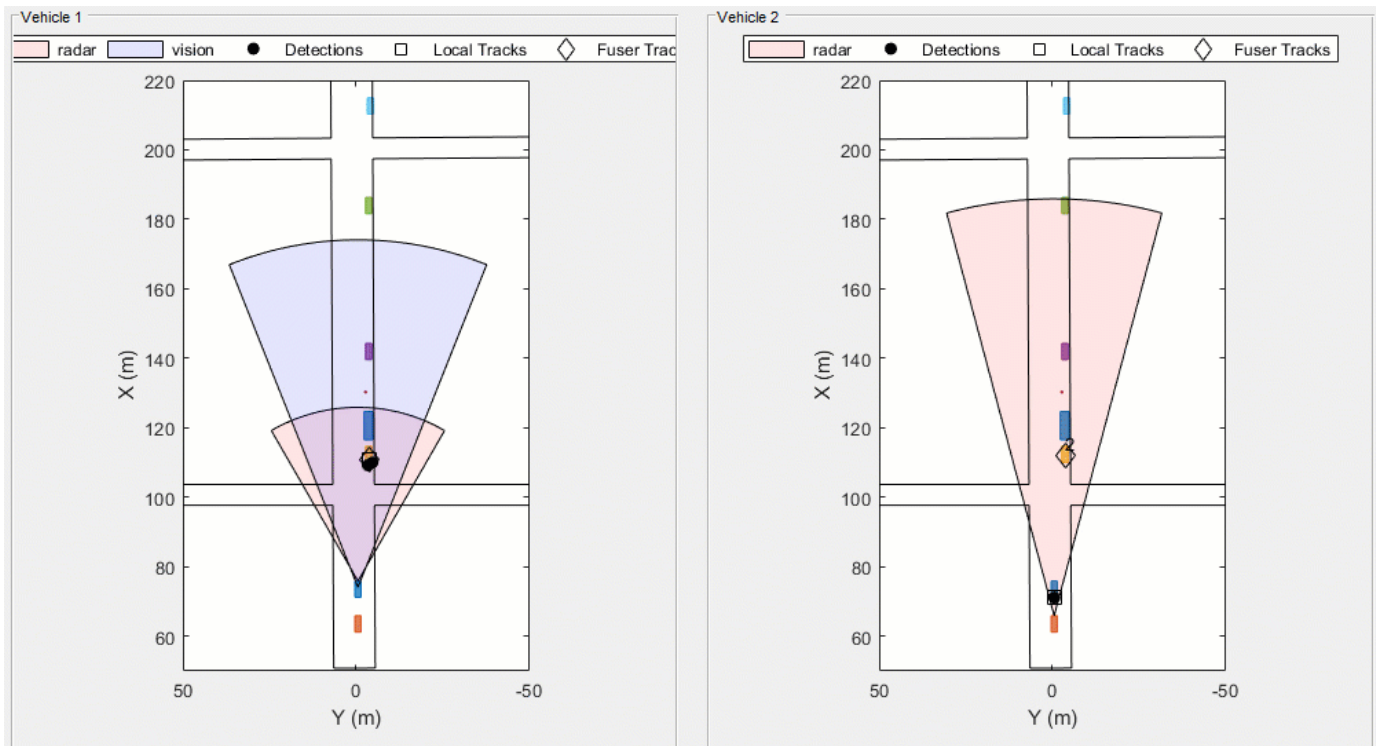 Vehicle 1
radar vision Detections Local Tracks Fuser Trac
220
200
180
160
140
120
100
80
60
50 0 -50
X (m)
Y (m)
Vehicle 2
radar Detections Local Tracks Fuser Tracks
220
200
180
160
140
120
100
80
60
2
50 0 -50
X (m)
Y (m)